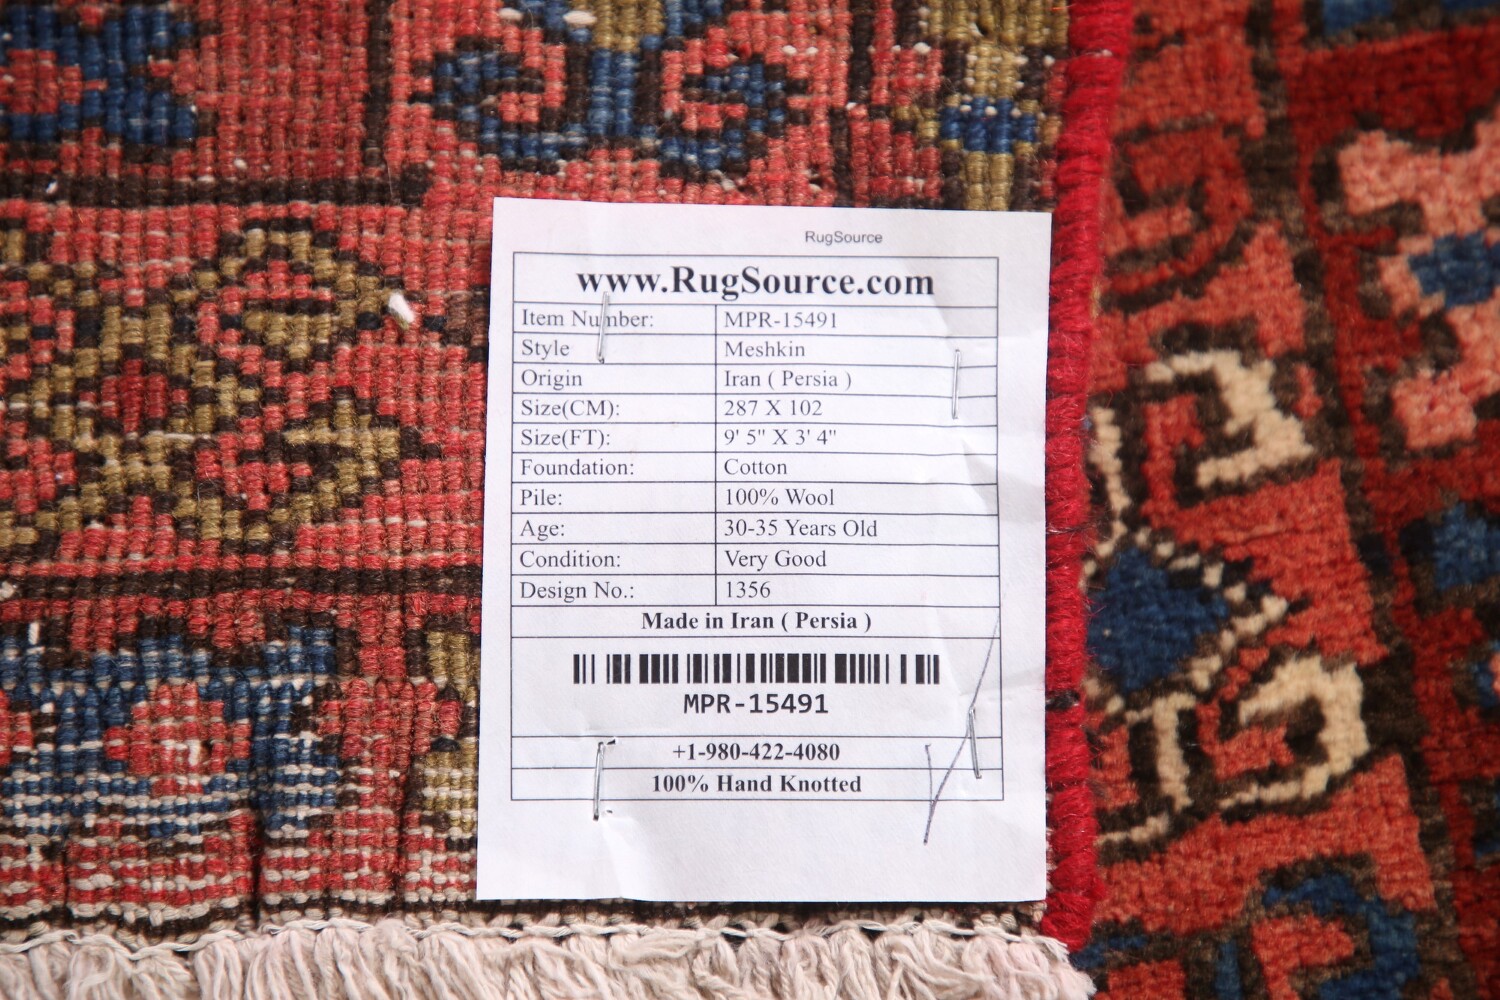 RugSource
www.RugSource.com
Item Number: MPR-15491
Style Meshkin
Origin Iran ( Persia )
Size(CM): 287 X 102
Size(FT): 9' 5" X 3' 4"
Foundation: Cotton
Pile: 100% Wool
Age: 30-35 Years Old
Condition: Very Good
Design No.: 1356
Made in Iran ( Persia )
MPR-15491
+1-980-422-4080
100% Hand Knotted